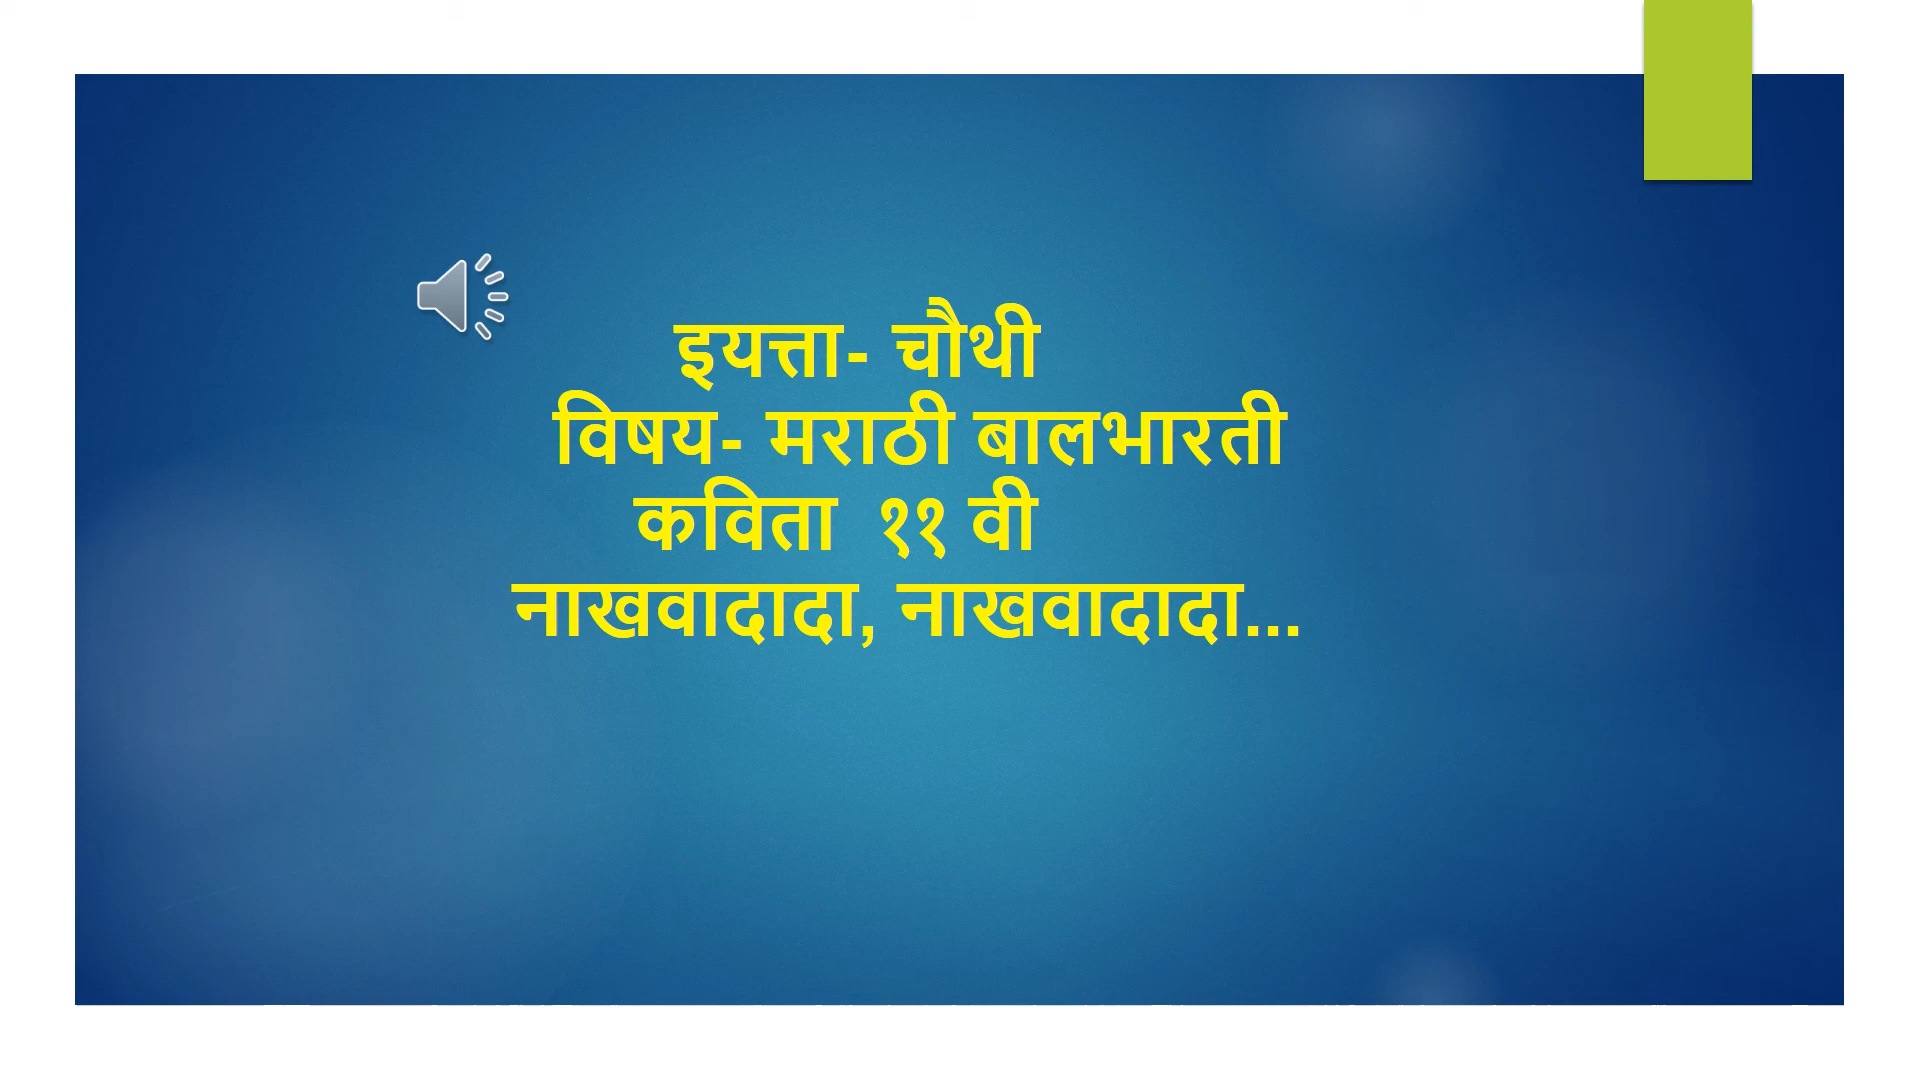 इयत्ता- चौथी
विषय- मराठी बालभारती
कविता ११ वी
नाखवादादा, नाखवादादा...